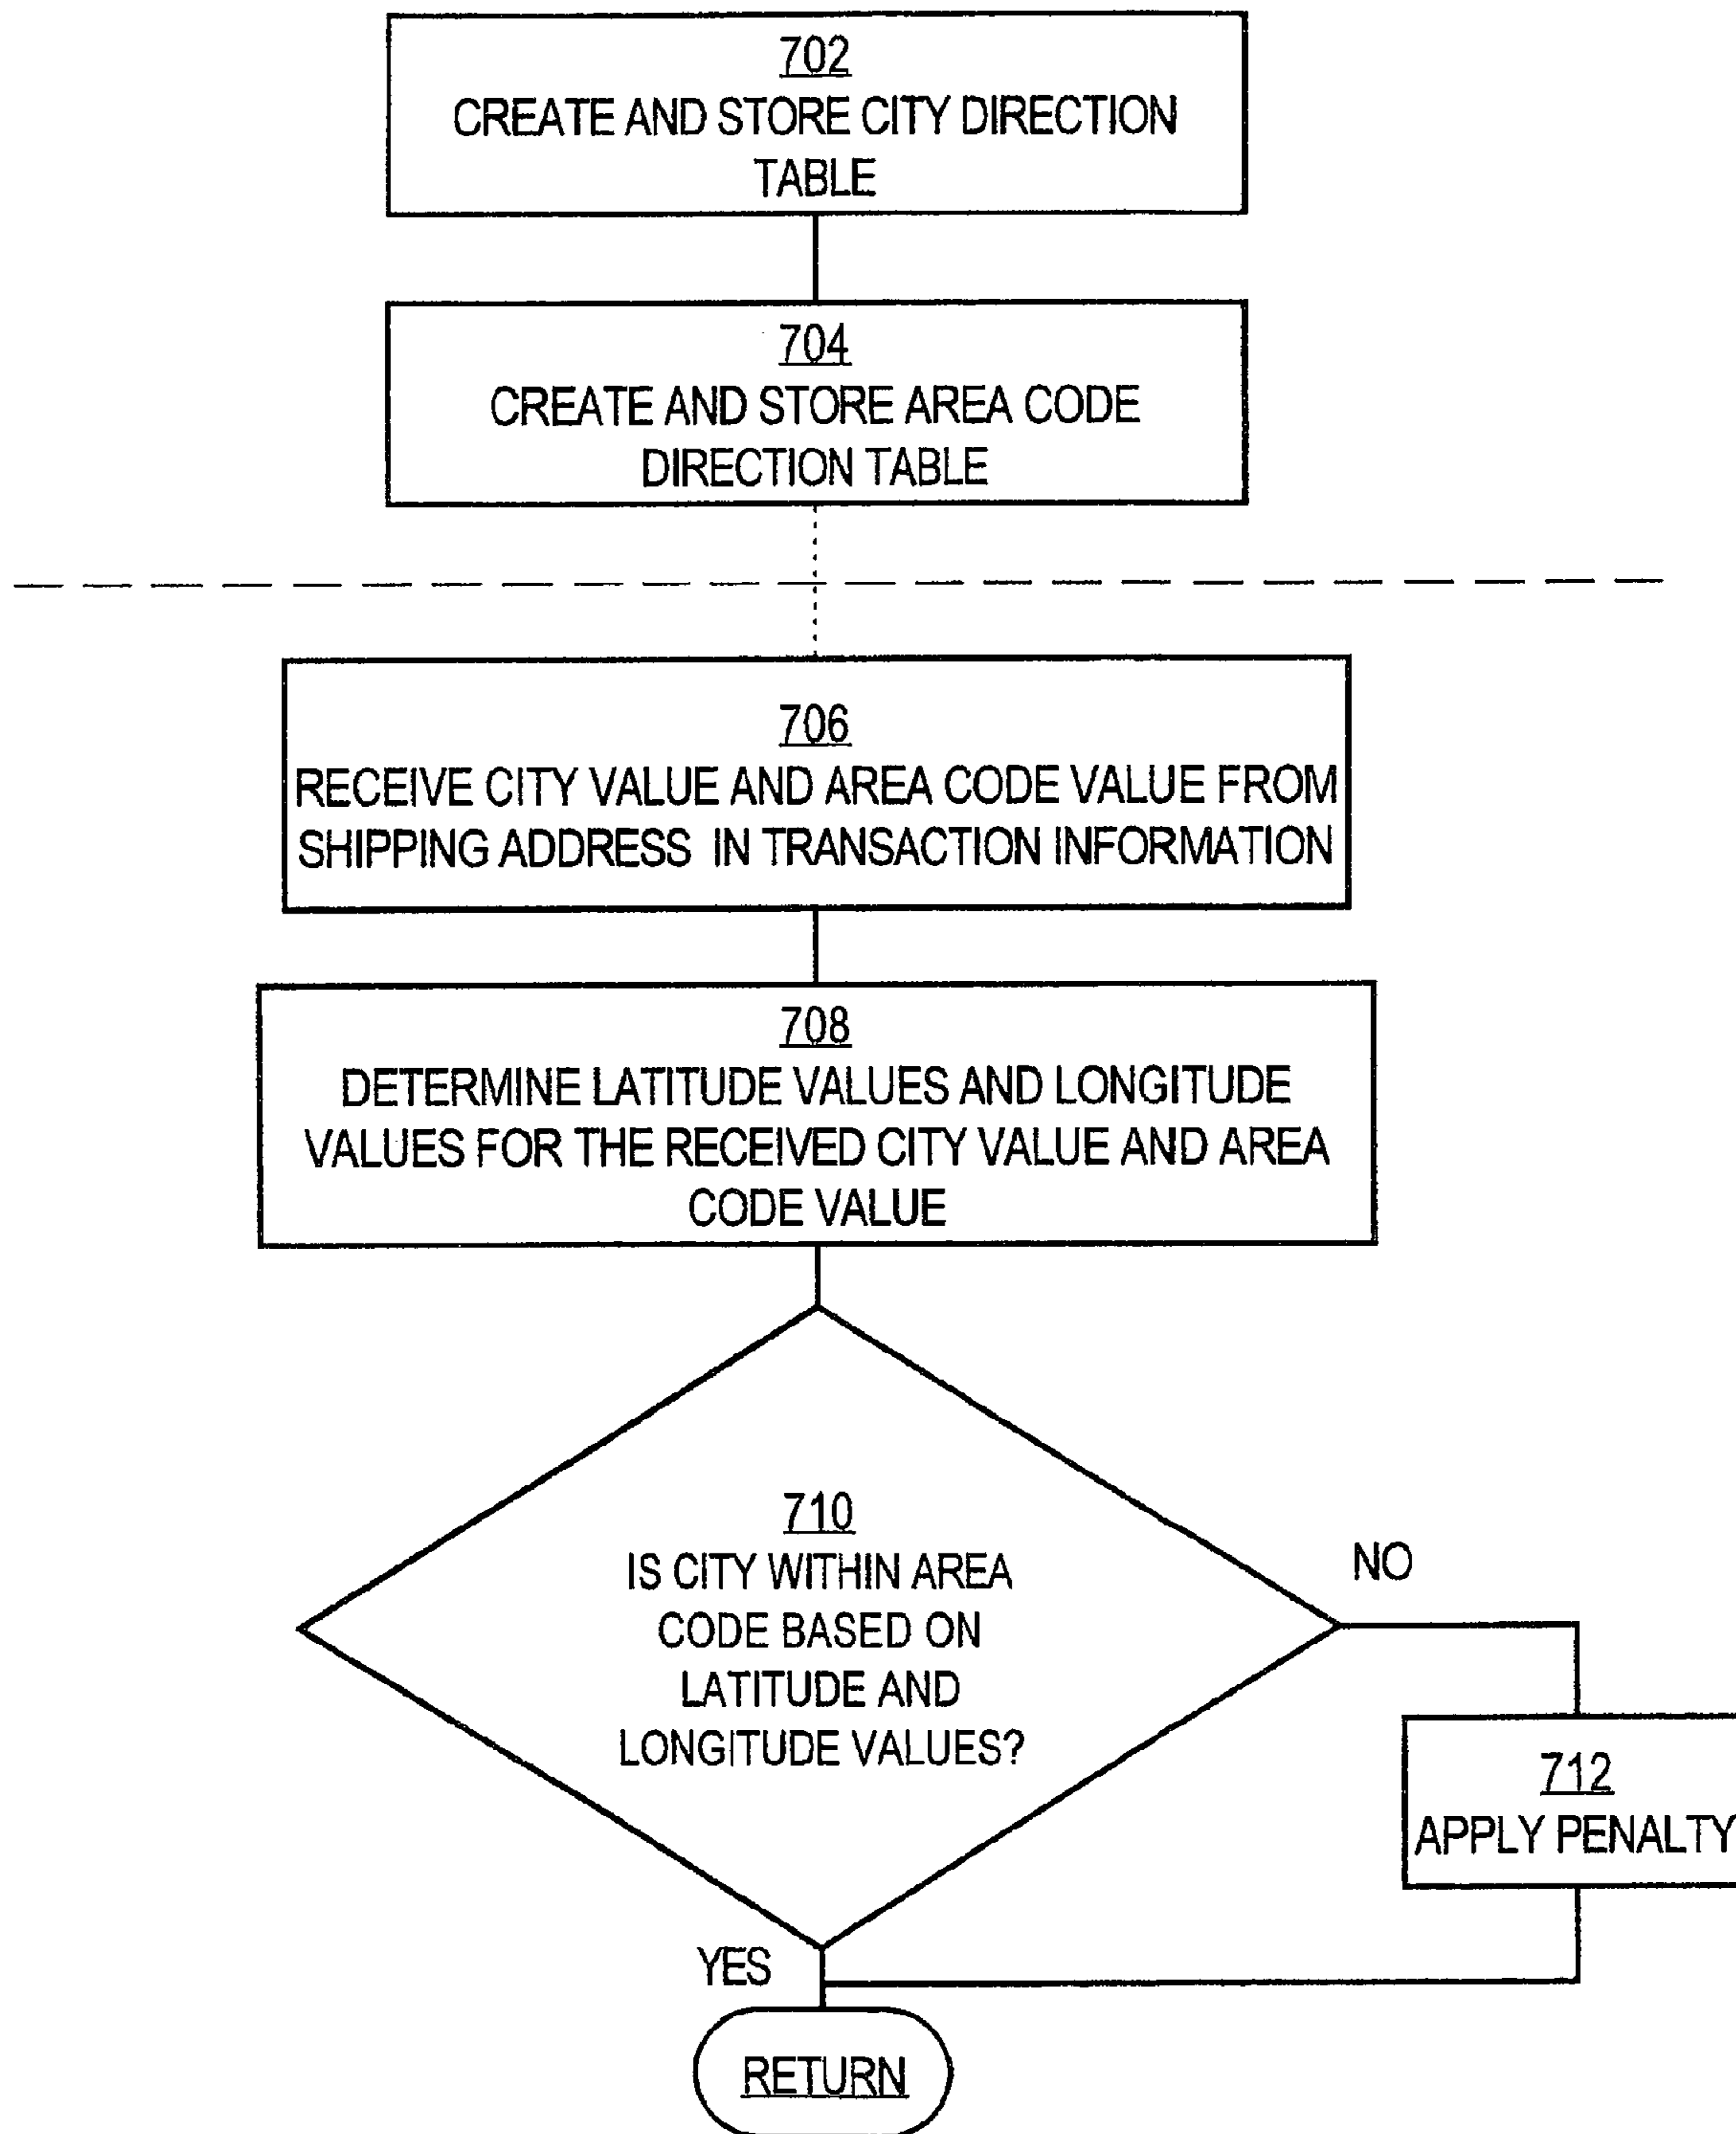 702
CREATE AND STORE CITY DIRECTION
TABLE
704
CREATE AND STORE AREA CODE
DIRECTION TABLE
706
RECEIVE CITY VALUE AND AREA CODE VALUE FROM
SHIPPING ADDRESS IN TRANSACTION INFORMATION
708
DETERMINE LATITUDE VALUES AND LONGITUDE
VALUES FOR THE RECEIVED CITY VALUE AND AREA
CODE VALUE
710
IS CITY WITHIN AREA
CODE BASED ON
LATITUDE AND
LONGITUDE VALUES?
NO
712
APPLY PENALTY
YES
RETURN